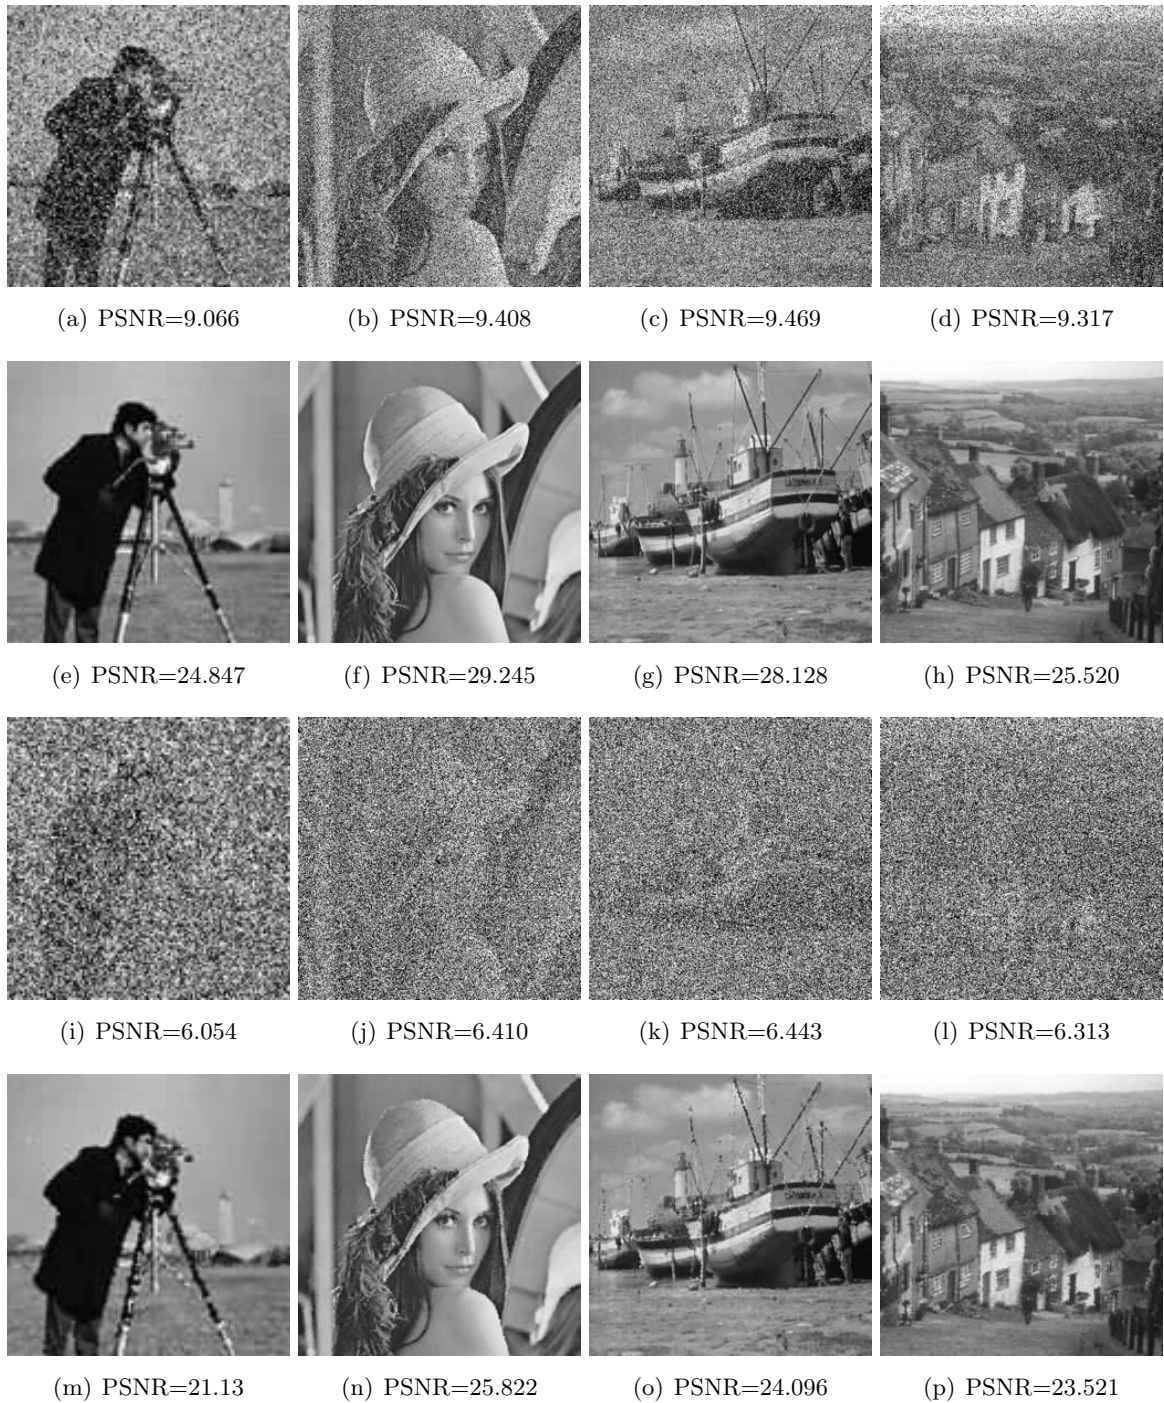 (a) PSNR=9.066
(b) PSNR=9.408
(c) PSNR=9.469
(d) PSNR=9.317
(e) PSNR=24.847
(f) PSNR=29.245
(g) PSNR=28.128
(h) PSNR=25.520
(i) PSNR=6.054
(j) PSNR=6.410
(k) PSNR=6.443
(l) PSNR=6.313
(m) PSNR=21.13
(n) PSNR=25.822
(o) PSNR=24.096
(p) PSNR=23.521